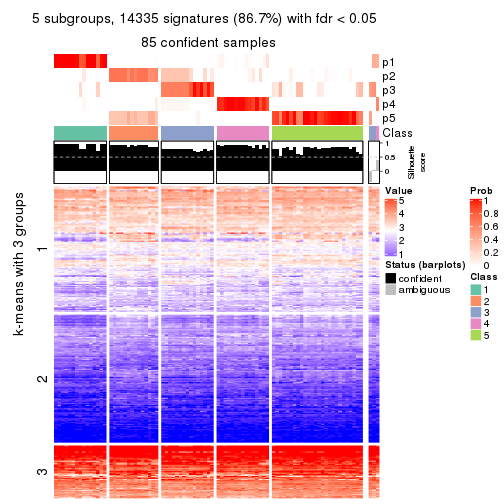 5 subgroups, 14335 signatures (86.7%) with fdr < 0.05
85 confident samples
p1
p2
p3
p4
p5
Class
1
0.5
0
Silhouette
score
k-means with 3 groups
1
2
3
Value
5
4
3
2
1
Status (barplots)
confident
ambiguous
Prob
1
0.8
0.6
0.4
0.2
0
Class
1
2
3
4
5